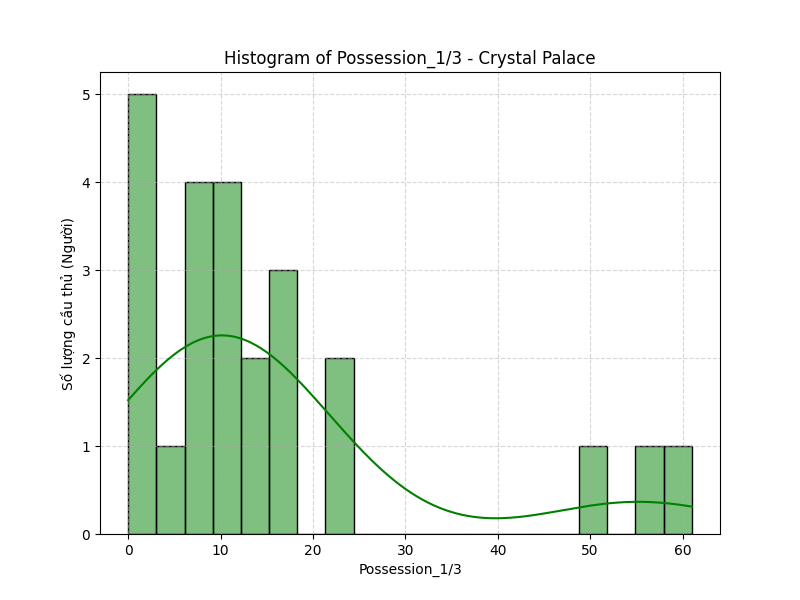 Histogram of Possession_1/3 - Crystal Palace
Số lượng cầu thủ (Người)
5
4
3
2
1
0
0 10 20 30 40 50 60
Possession_1/3